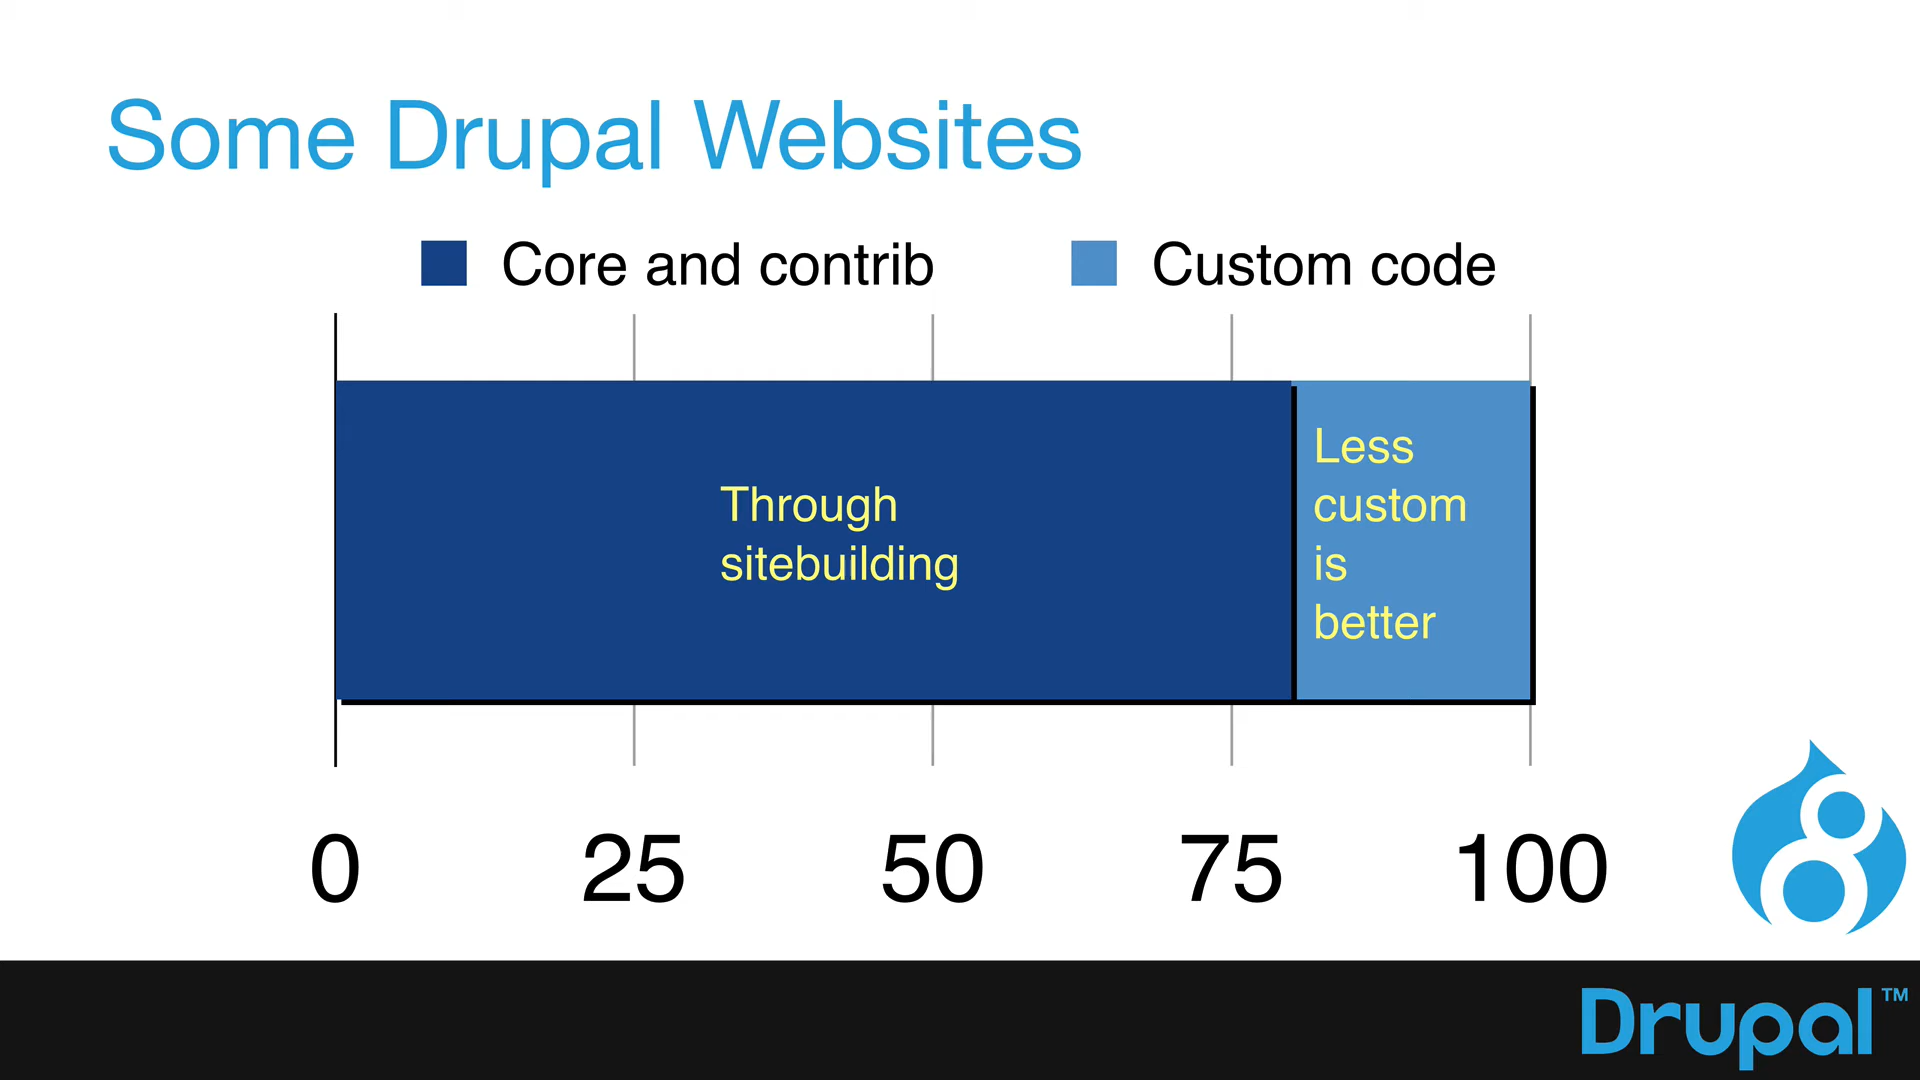 Some Drupal Websites
Core and contrib
Custom code
Through
sitebuilding
Less
custom
is
better
0
25
50
75
100
8
Drupal™